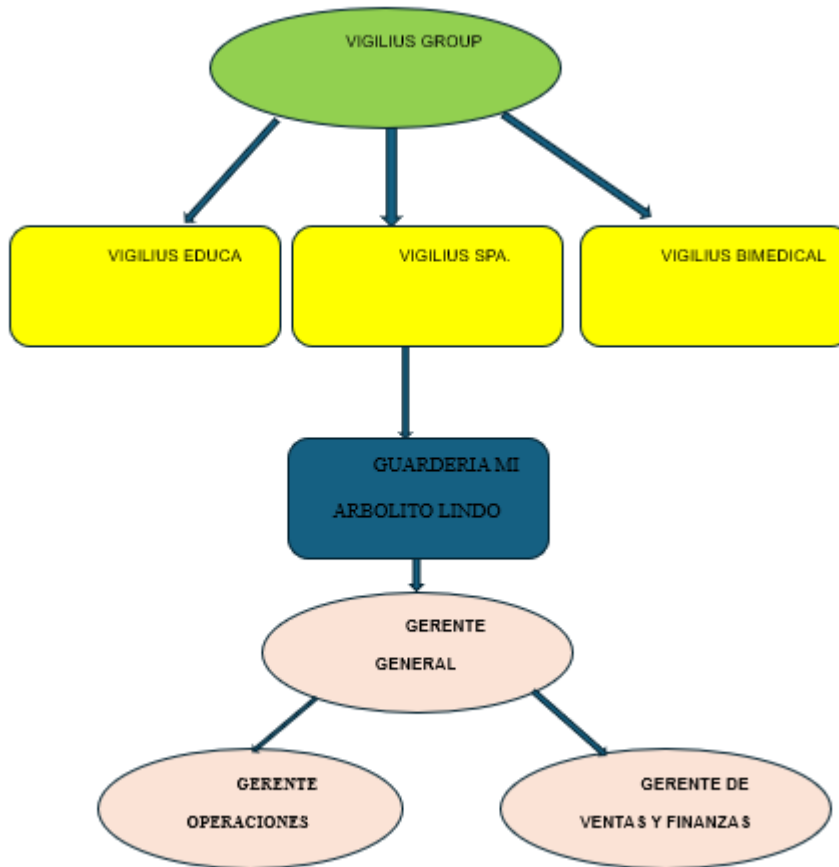 VIGILIUS GROUP
VIGILIUS EDUCA
VIGILIUS SPA.
VIGILIUS BIMEDICAL
GUARDERIA MI
ARBOLITO LINDO
GERENTE
GENERAL
GERENTE
OPERACIONES
GERENTE DE
VENTAS Y FINANZAS